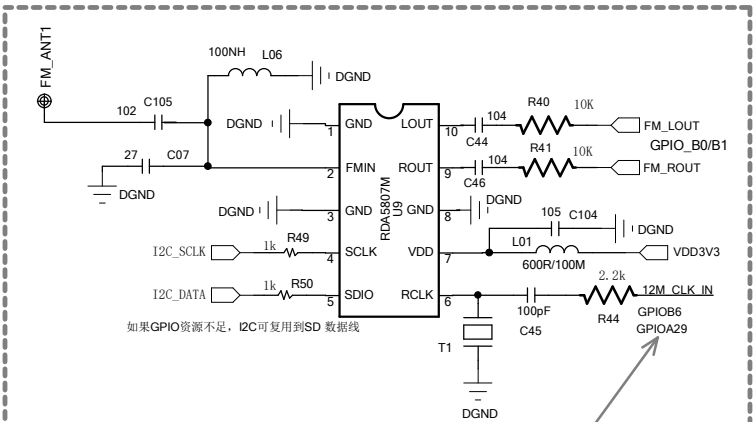 FM_ANT1
100NH
L06
DGND
102
C105
27
C07
DGND
DGND
1
GND
2
FMIN
DGND
3
GND
I2C_SCLK
1k
R49
4
SCLK
I2C_DATA
1k
R50
5
SDIO
RDA5807M
U9
LOUT
10
104
C44
R40
10K
FM_LOUT
GPIO_B0/B1
ROUT
9
104
C46
R41
10K
FM_ROUT
GND
8
DGND
105
C104
DGND
VDD
7
L01
600R/100M
VDD3V3
RCLK
6
100pF
C45
2.2k
R44
12M_CLK_IN
GPIOB6
GPIOA29
T1
DGND
如果GPIO资源不足，I2C可复用到SD 数据线